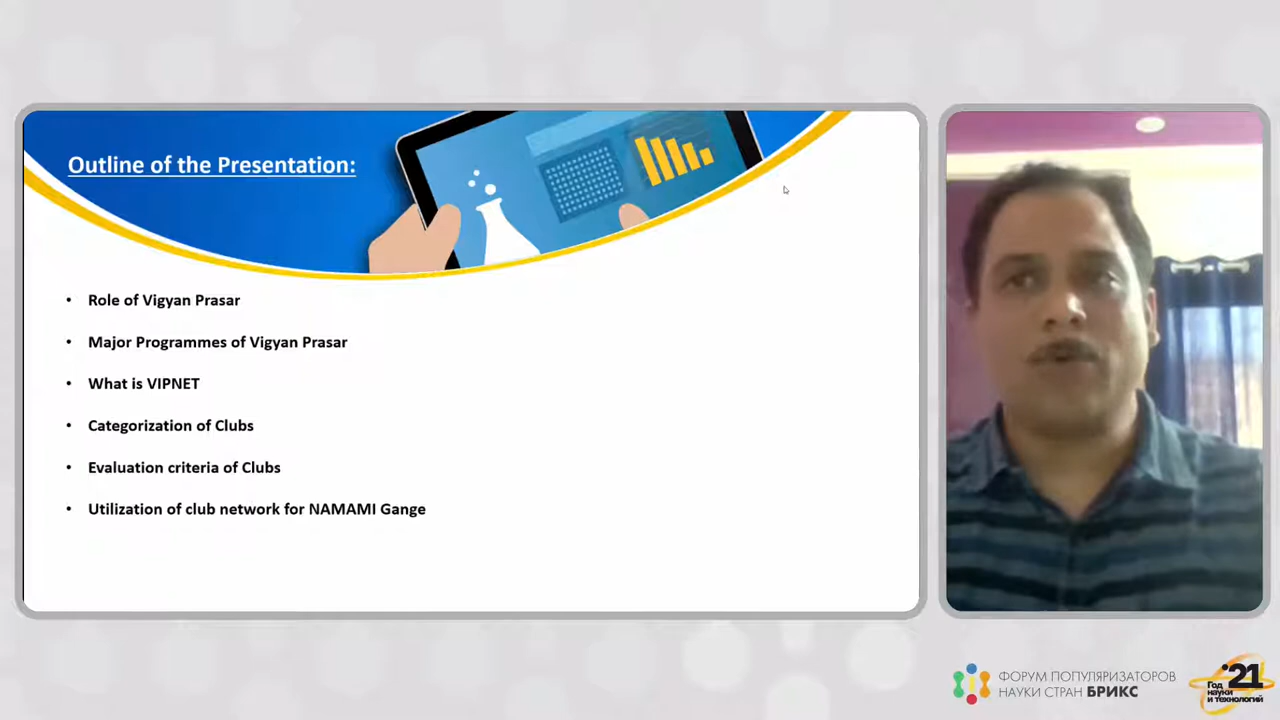 Outline of the Presentation:
• Role of Vigyan Prasar
• Major Programmes of Vigyan Prasar
• What is VIPNET
• Categorization of Clubs
• Evaluation criteria of Clubs
• Utilization of club network for NAMAMI Gange
ФОРУМ ПОПУЛЯРИЗАТОРОВ
НАУКИ СТРАН БРИКС
'21
Год
науки
и технологий